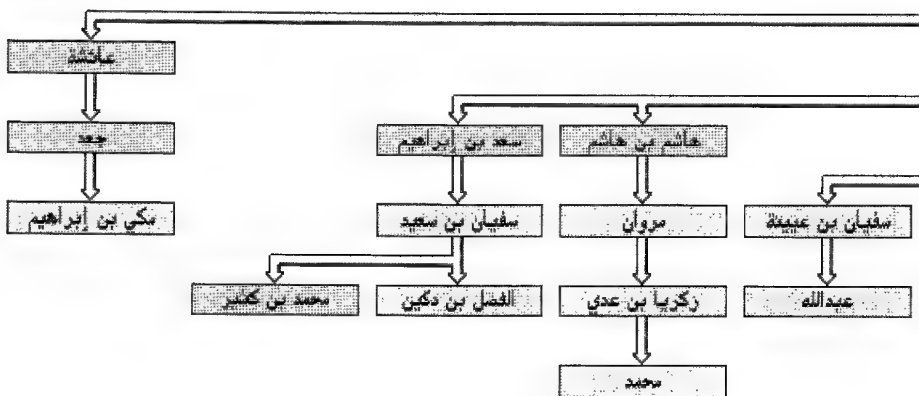 عائشة
سعد بن إبراهيم
هاشم بن هاشم
جعد
سفيان بن عيينة
مروان
سفيان بن سعيد
مكي بن إبراهيم
عبدالله
زكريا بن عدي
الفضل بن دكين
محمد بن كثير
محمد